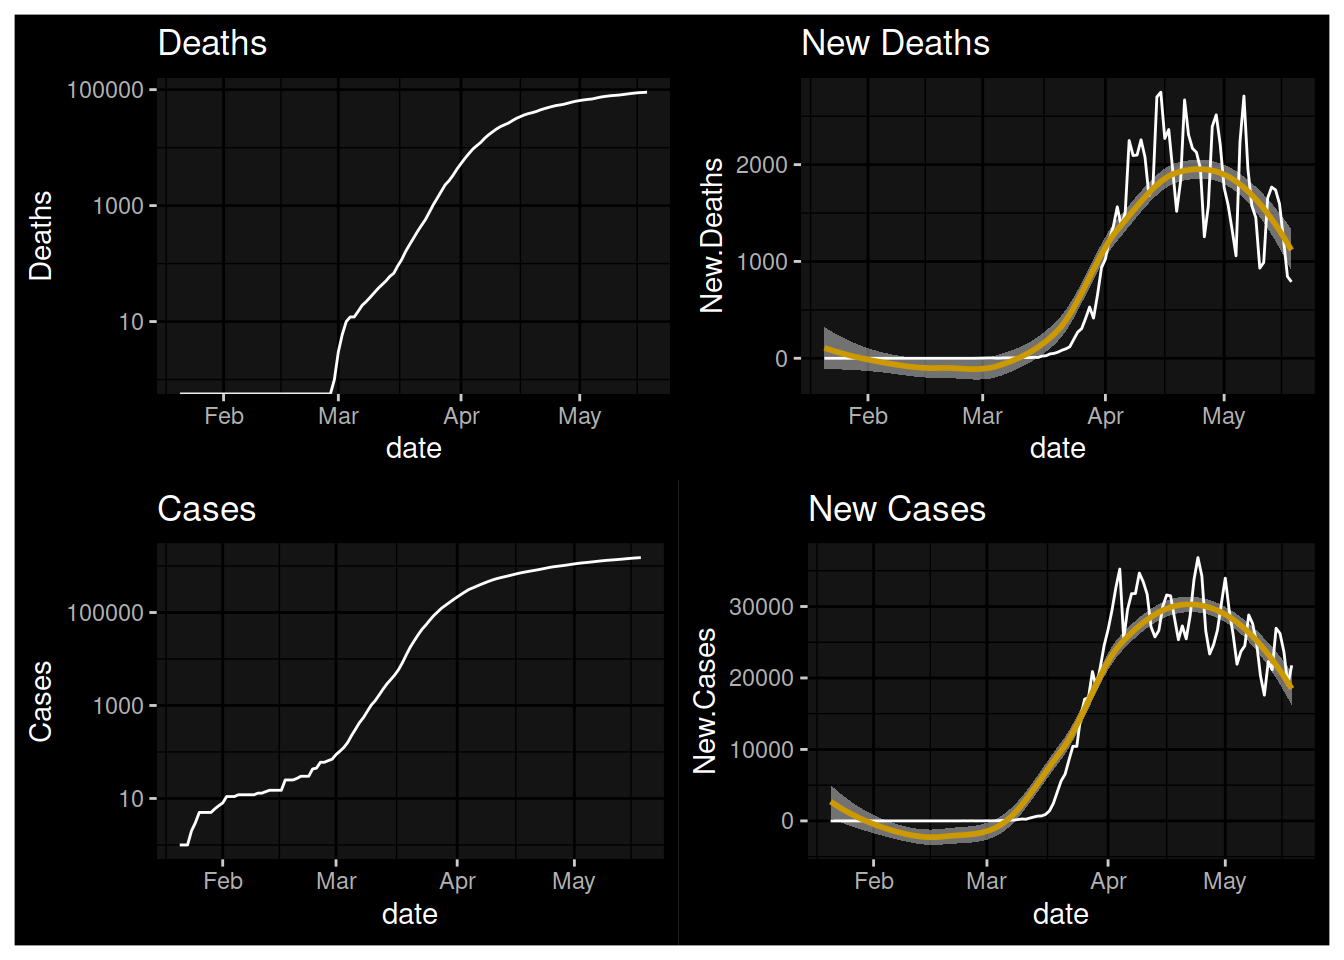 Deaths
100000
1000
10
Deaths
Feb Mar Apr May
date
New Deaths
2000
1000
0
New.Deaths
Feb Mar Apr May
date
Cases
100000
1000
10
Cases
Feb Mar Apr May
date
New Cases
30000
20000
10000
0
New.Cases
Feb Mar Apr May
date